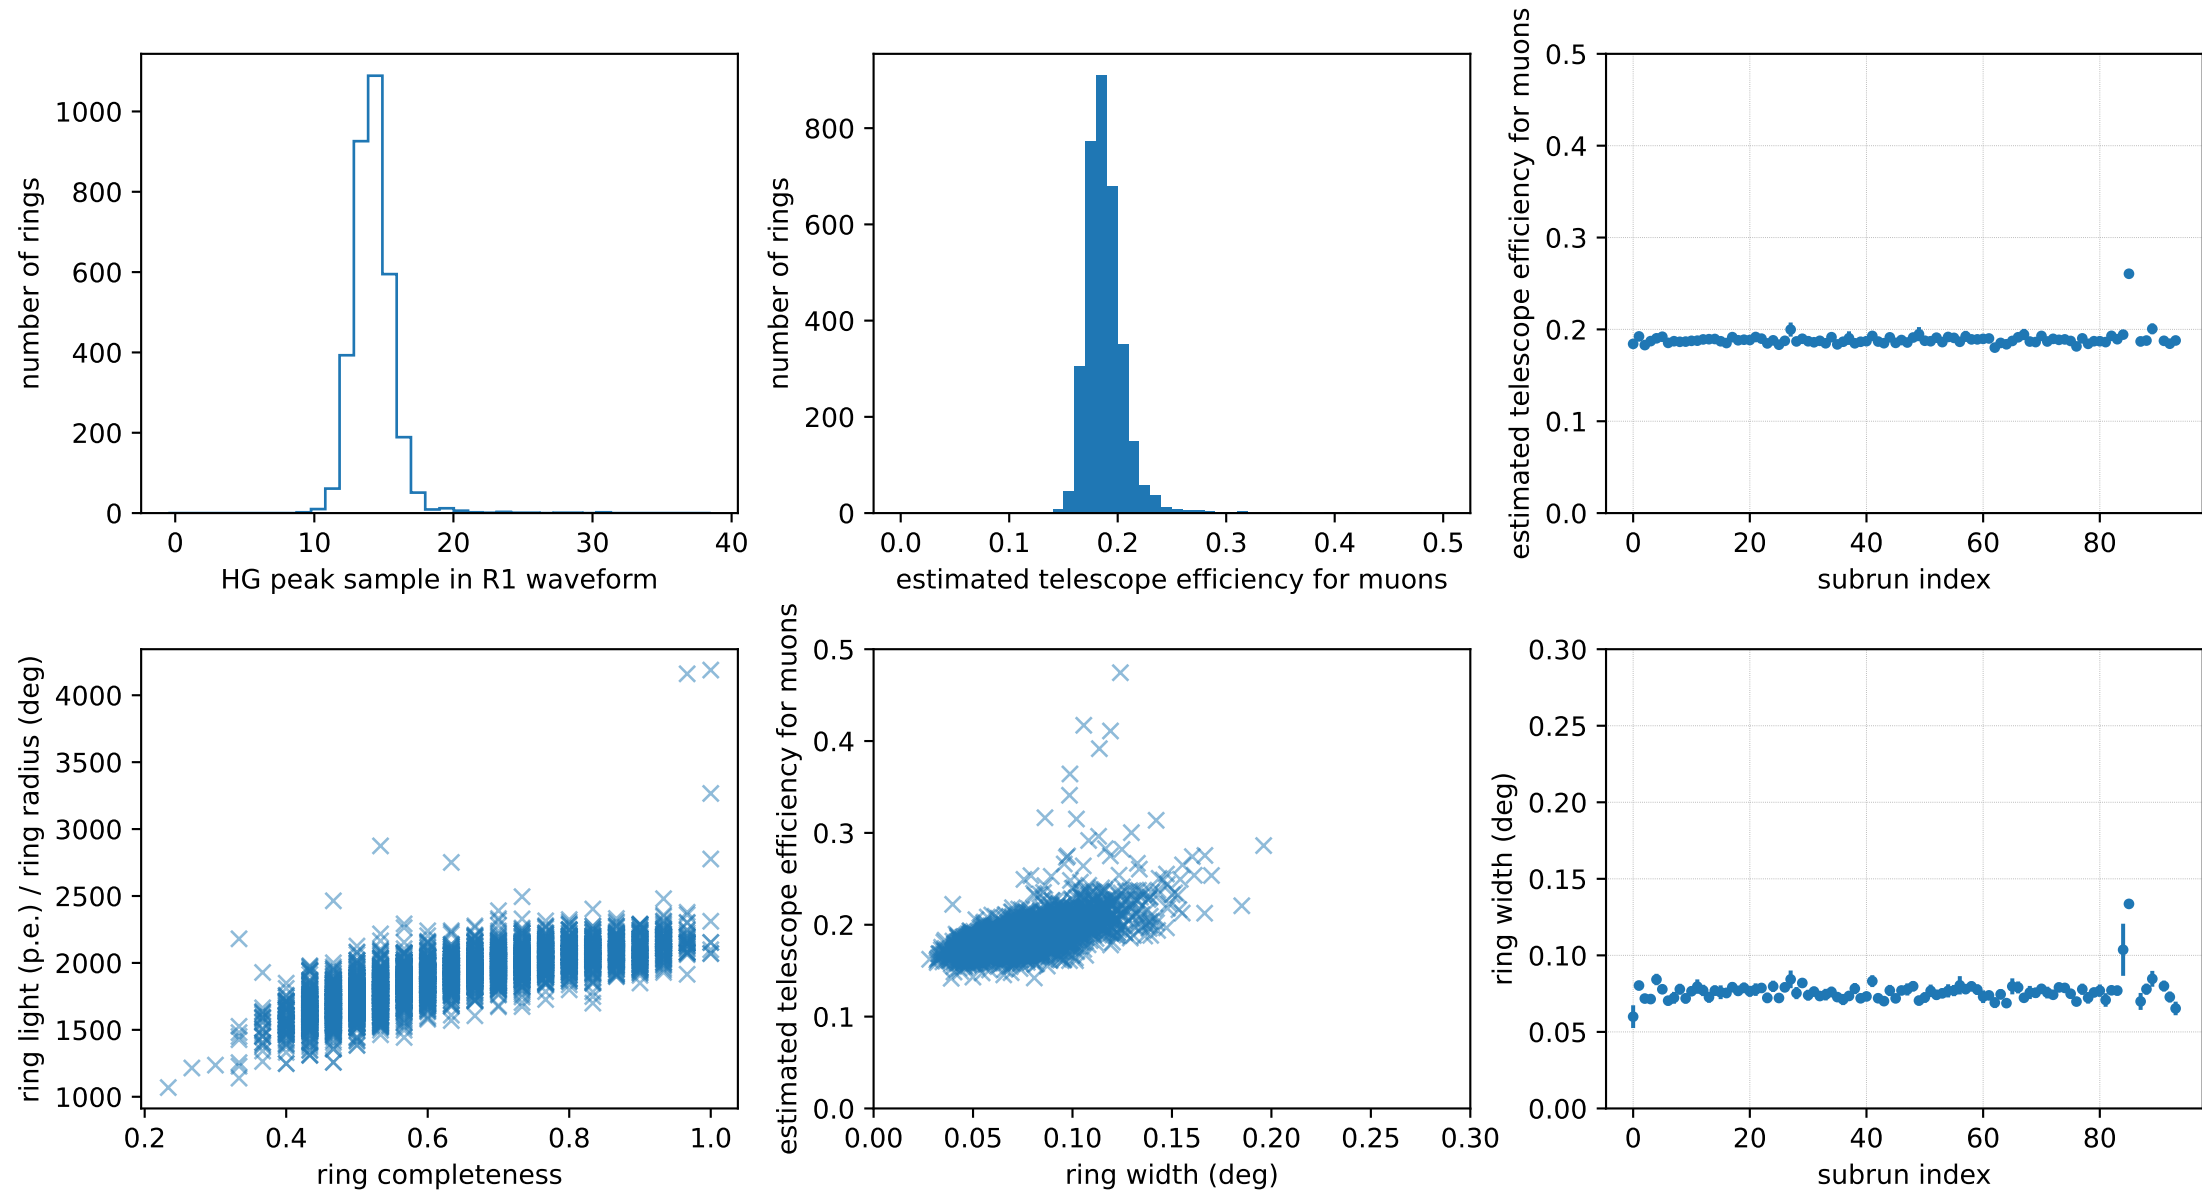 number of rings
1000
800
600
400
200
0
0 10 20 30 40
HG peak sample in R1 waveform
number of rings
800
600
400
200
0
0.0 0.1 0.2 0.3 0.4 0.5
estimated telescope efficiency for muons
estimated telescope efficiency for muons
0.5
0.4
0.3
0.2
0.1
0.0
0 20 40 60 80
subrun index
ring light (p.e.) / ring radius (deg)
4000
3500
3000
2500
2000
1500
1000
0.2 0.4 0.6 0.8 1.0
ring completeness
estimated telescope efficiency for muons
0.5
0.4
0.3
0.2
0.1
0.0
0.00 0.05 0.10 0.15 0.20 0.25 0.30
ring width (deg)
ring width (deg)
0.30
0.25
0.20
0.15
0.10
0.05
0.00
0 20 40 60 80
subrun index